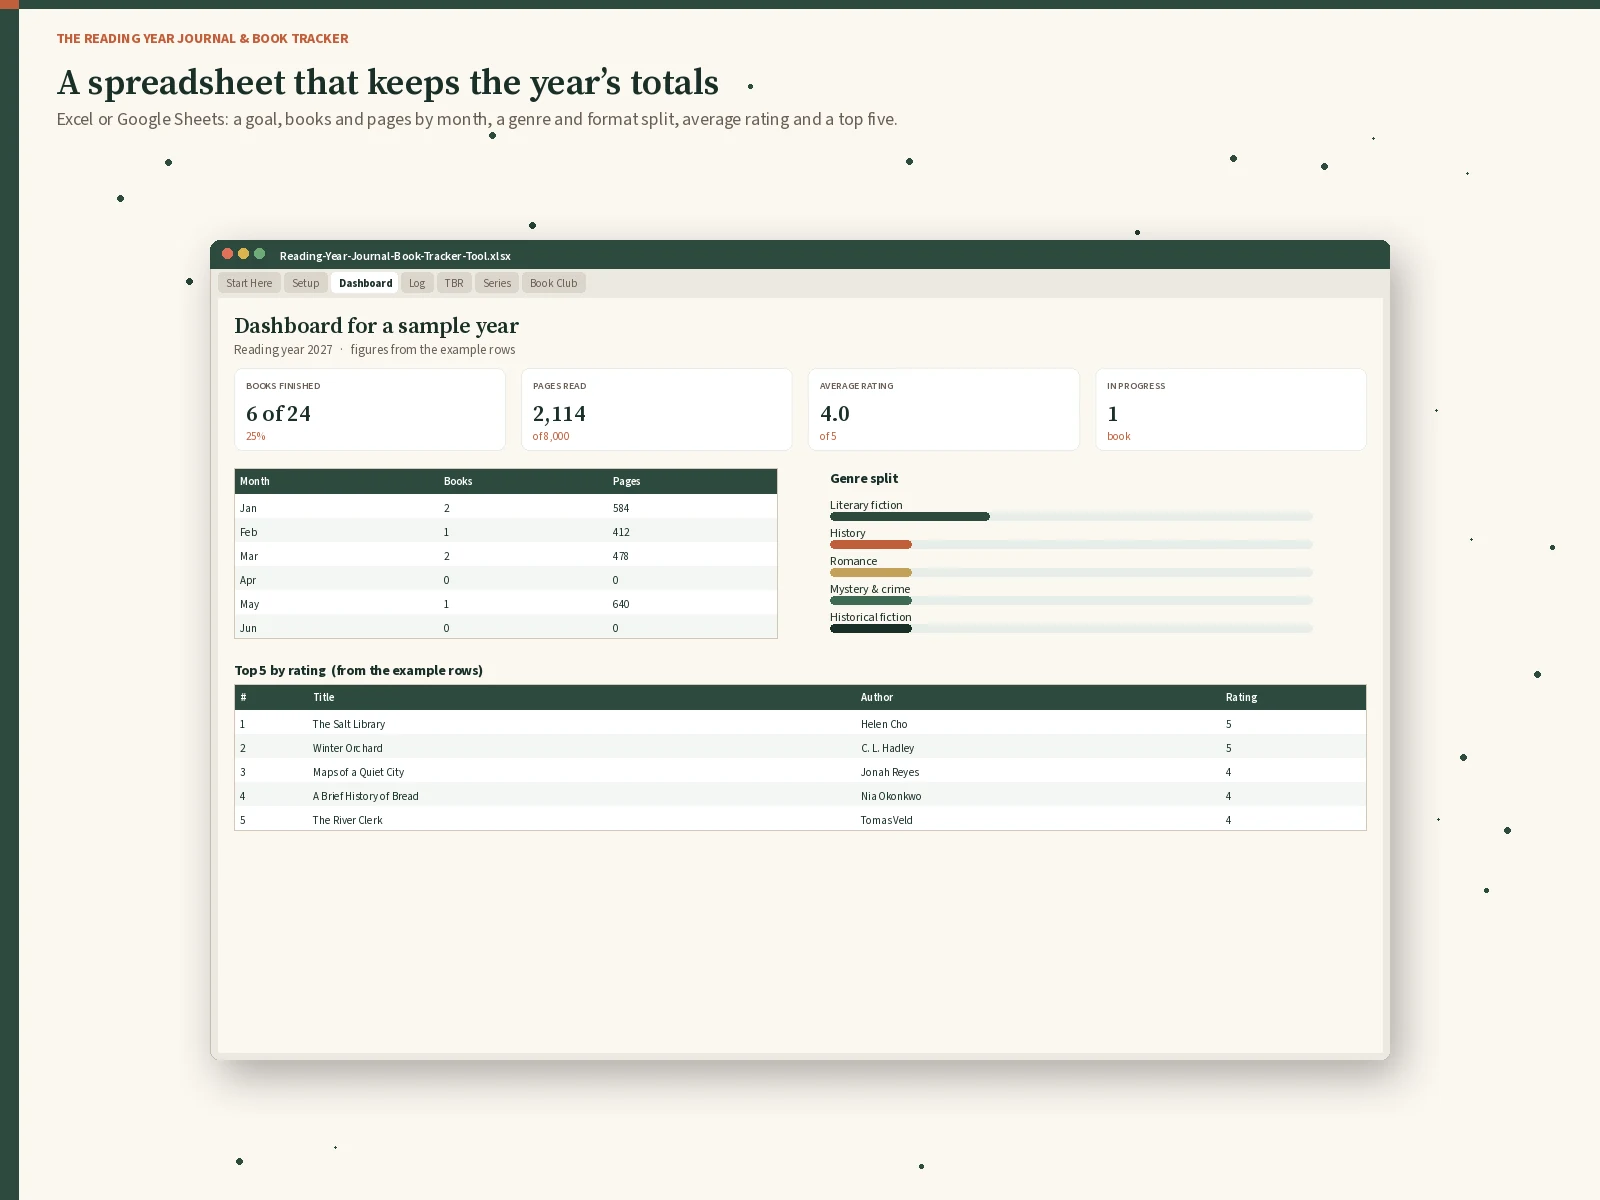 THE READING YEAR JOURNAL & BOOK TRACKER
A spreadsheet that keeps the year’s totals
Excel or Google Sheets: a goal, books and pages by month, a genre and format split, average rating and a top five.
Reading-Year-Journal-Book-Tracker-Tool.xlsx
Start Here Setup Dashboard Log TBR Series Book Club
Dashboard for a sample year
Reading year 2027 · figures from the example rows
BOOKS FINISHED PAGES READ AVERAGE RATING IN PROGRESS
6 of 24 2,114 4.0 1
25% of 8,000 of 5 book
Month Books Pages
Jan 2 584
Feb 1 412
Mar 2 478
Apr 0 0
May 1 640
Jun 0 0
Genre split
Literary fiction
History
Romance
Mystery & crime
Historical fiction
Top 5 by rating (from the example rows)
# Title Author Rating
1 The Salt Library Helen Cho 5
2 Winter Orchard C. L. Hadley 5
3 Maps of a Quiet City Jonah Reyes 4
4 A Brief History of Bread Nia Okonkwo 4
5 The River Clerk Tomas Veld 4